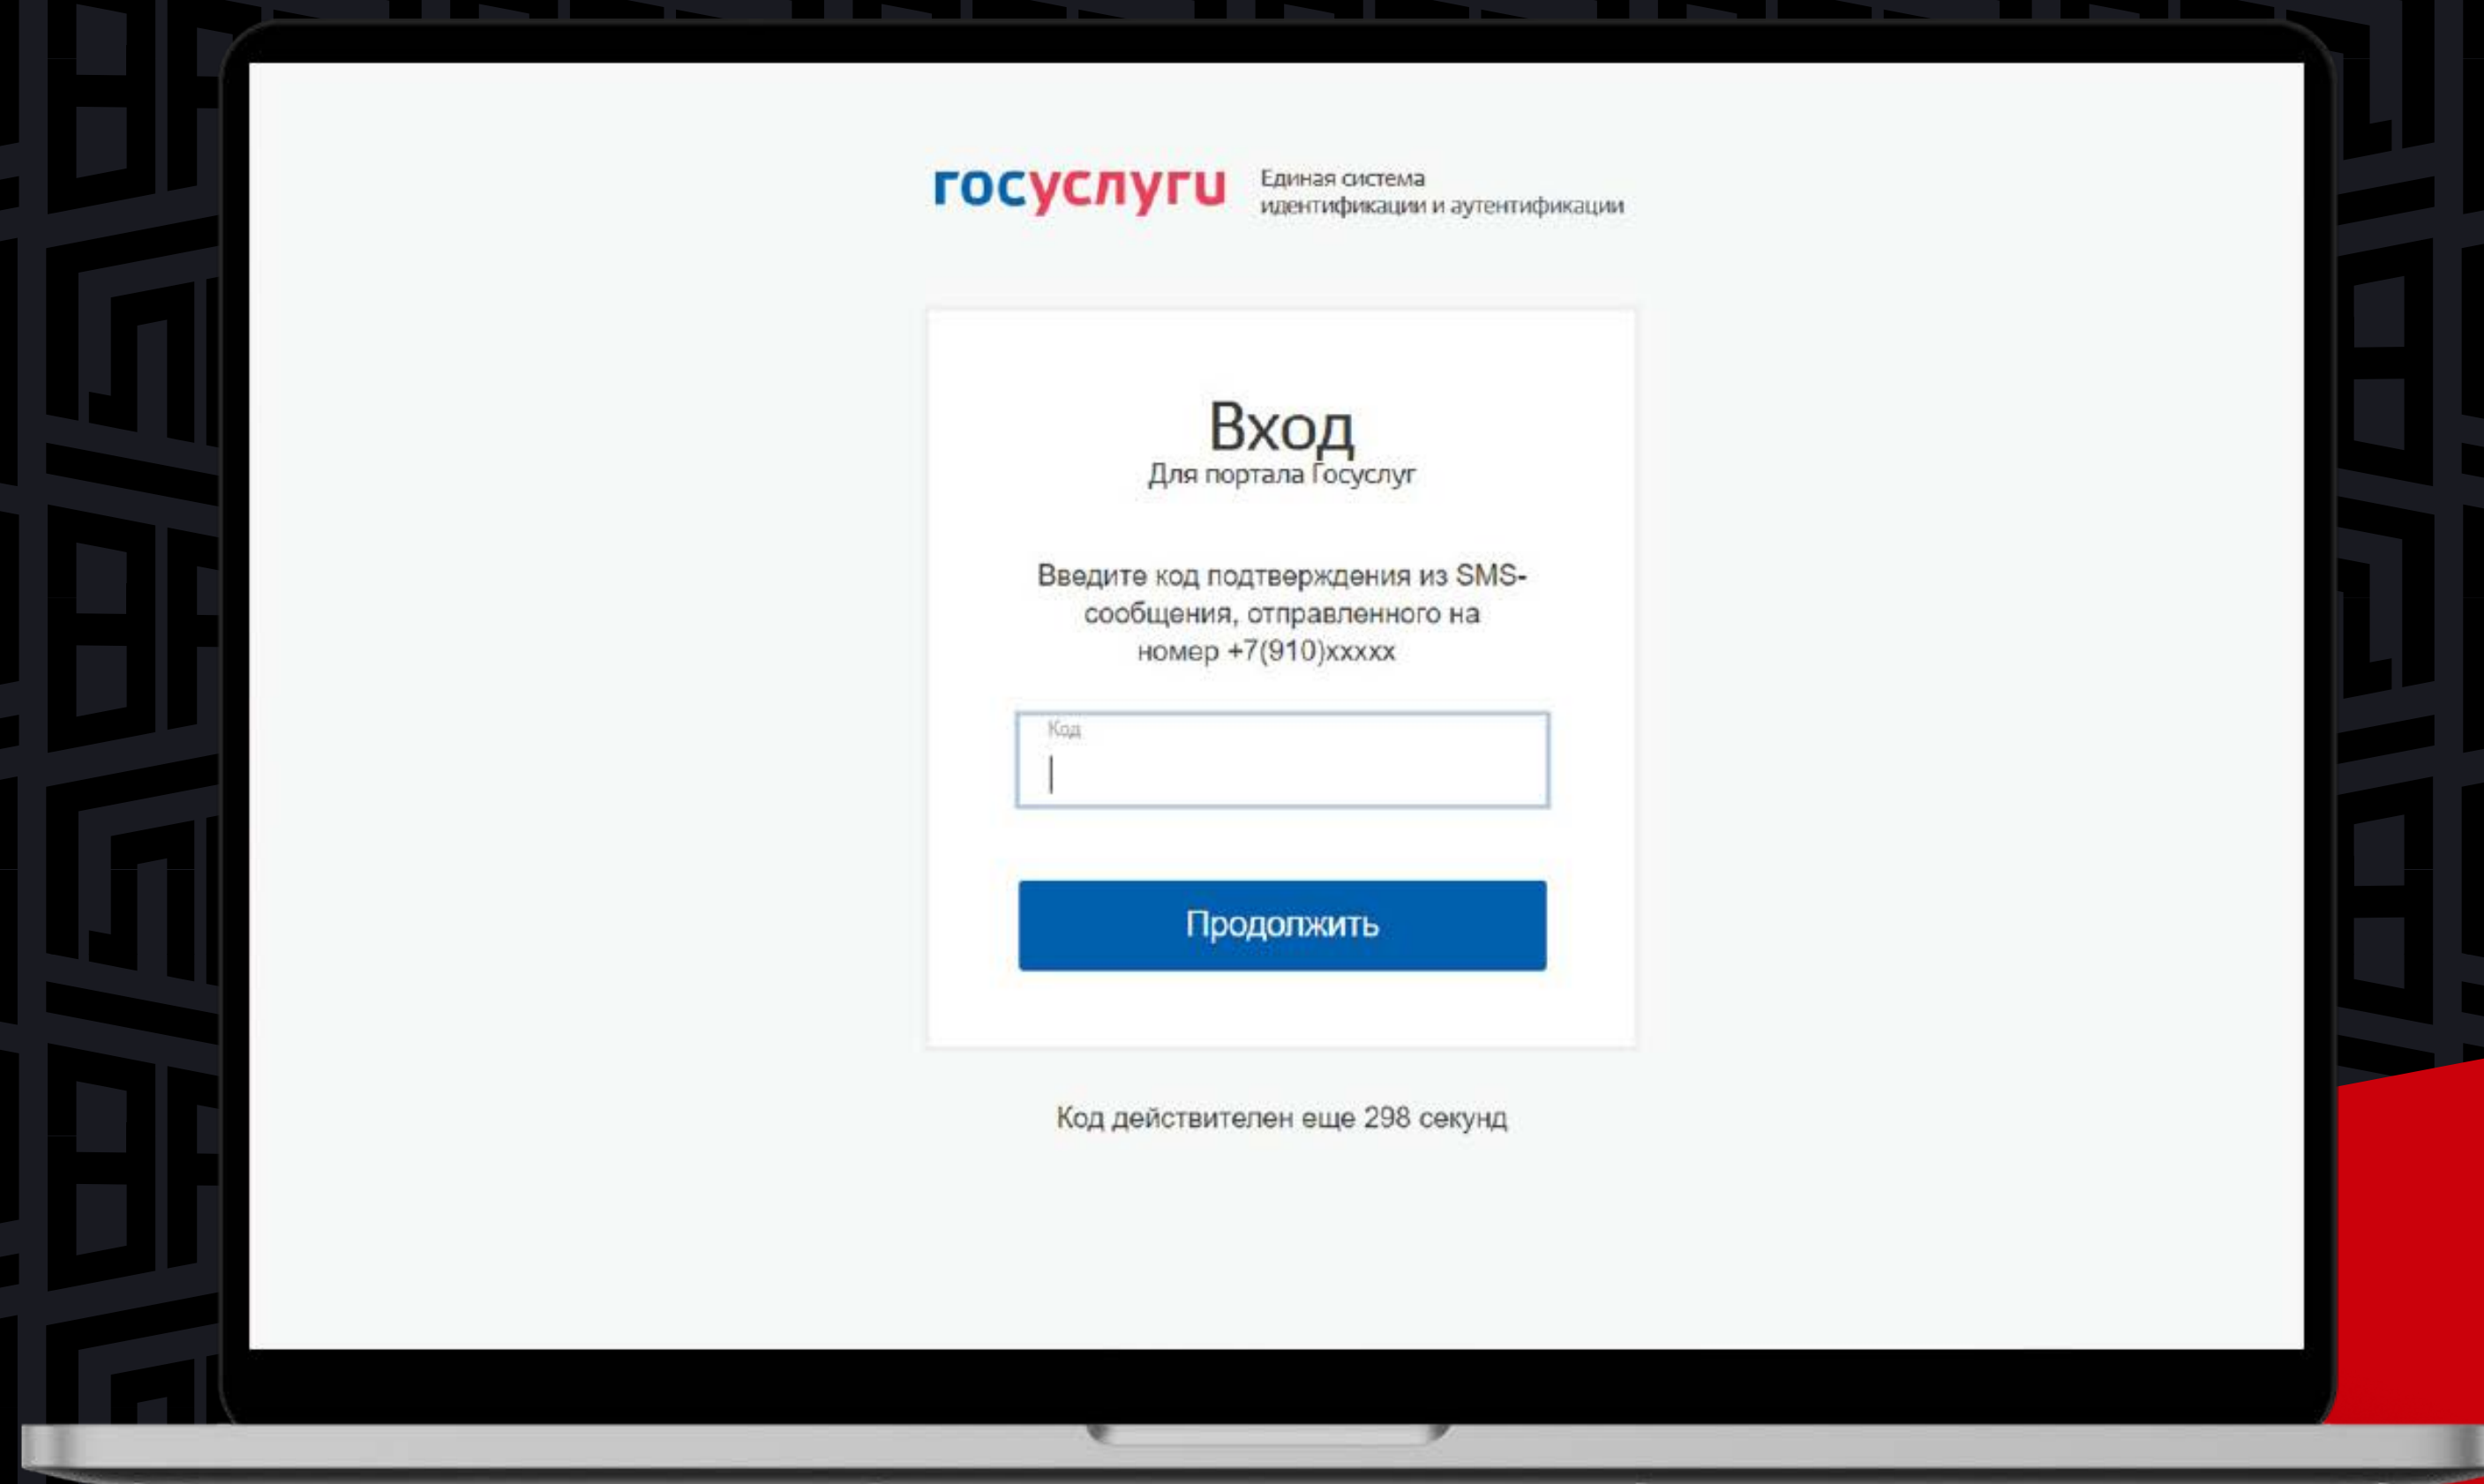 госуслуги
Единая система
идентификации и аутентификации
Вход
Для портала Госуслуг
Введите код подтверждения из SMS-
сообщения, отправленного на
номер +7(910)xxxxx
Код
Продолжить
Код действителен еще 298 секунд